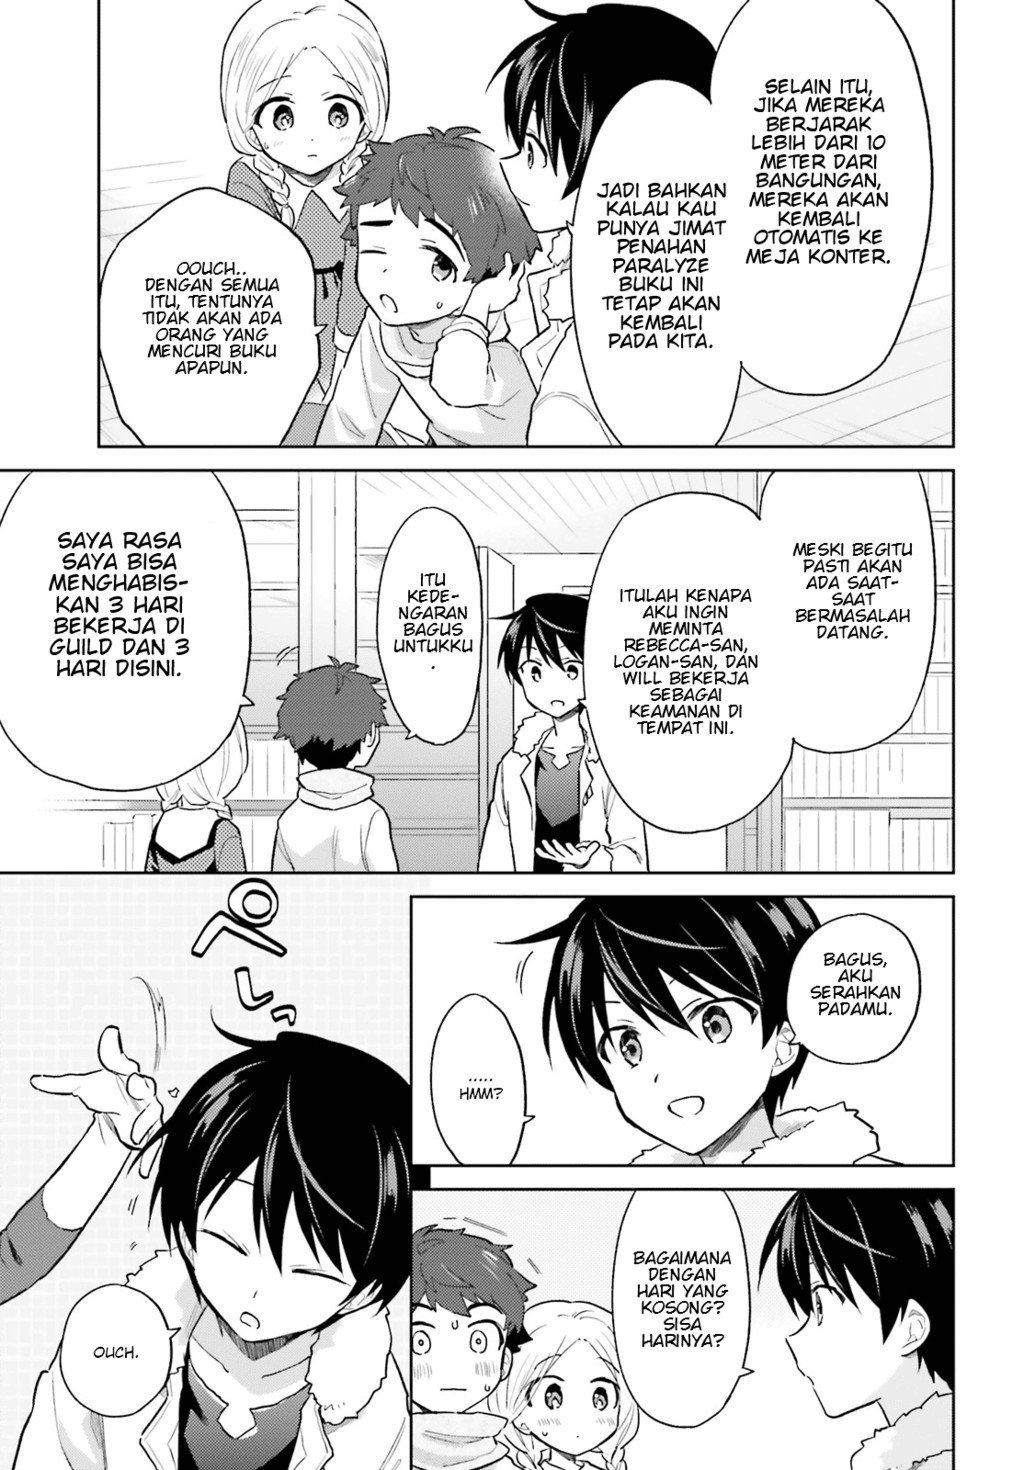 SELAIN ITU,
JIKA MEREKA
BERJARAK
LEBIH DARI 10
METER DARI
BANGUNGAN,
MEREKA AKAN
KEMBALI
OTOMATIS KE
MEJA KONTER.
JADI BAHKAN
KALAU KAU
PUNYA JIMAT
PENAHAN
PARALYZE
BUKU INI
TETAP AKAN
KEMBALI
PADA KITA.
OOUCH..
DENGAN SEMUA
ITU, TENTUNYA
TIDAK AKAN ADA
ORANG YANG
MENCURI BUKU
APAPUN.
MESKI BEGITU
PASTI AKAN
ADA SAAT-
SAAT
BERMASALAH
DATANG.
ITULAH KENAPA
AKU INGIN
MEMINTA
REBECCA-SAN,
LOGAN-SAN, DAN
WILL BEKERJA
SEBAGAI
KEAMANAN DI
TEMPAT INI.
ITU
KEDE-
NGARAN
BAGUS
UNTUKKU
.
SAYA RASA
SAYA BISA
MENGHABIS-
KAN 3 HARI
BEKERJA DI
GUILD DAN 3
HARI DISINI.
BAGUS,
AKU
SERAHKAN
PADAMU.
.....
HMM?
BAGAIMANA
DENGAN
HARI YANG
KOSONG?
SISA
HARINYA?
ぺしっ
OUCH.